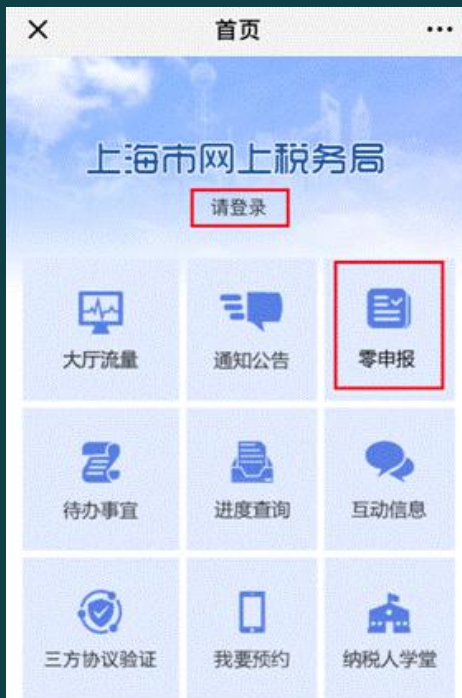 首页
上海市网上税务局
请登录
大厅流量 通知公告 零申报
待办事宜 进度查询 互动信息
三方协议验证 我要预约 纳税人学堂